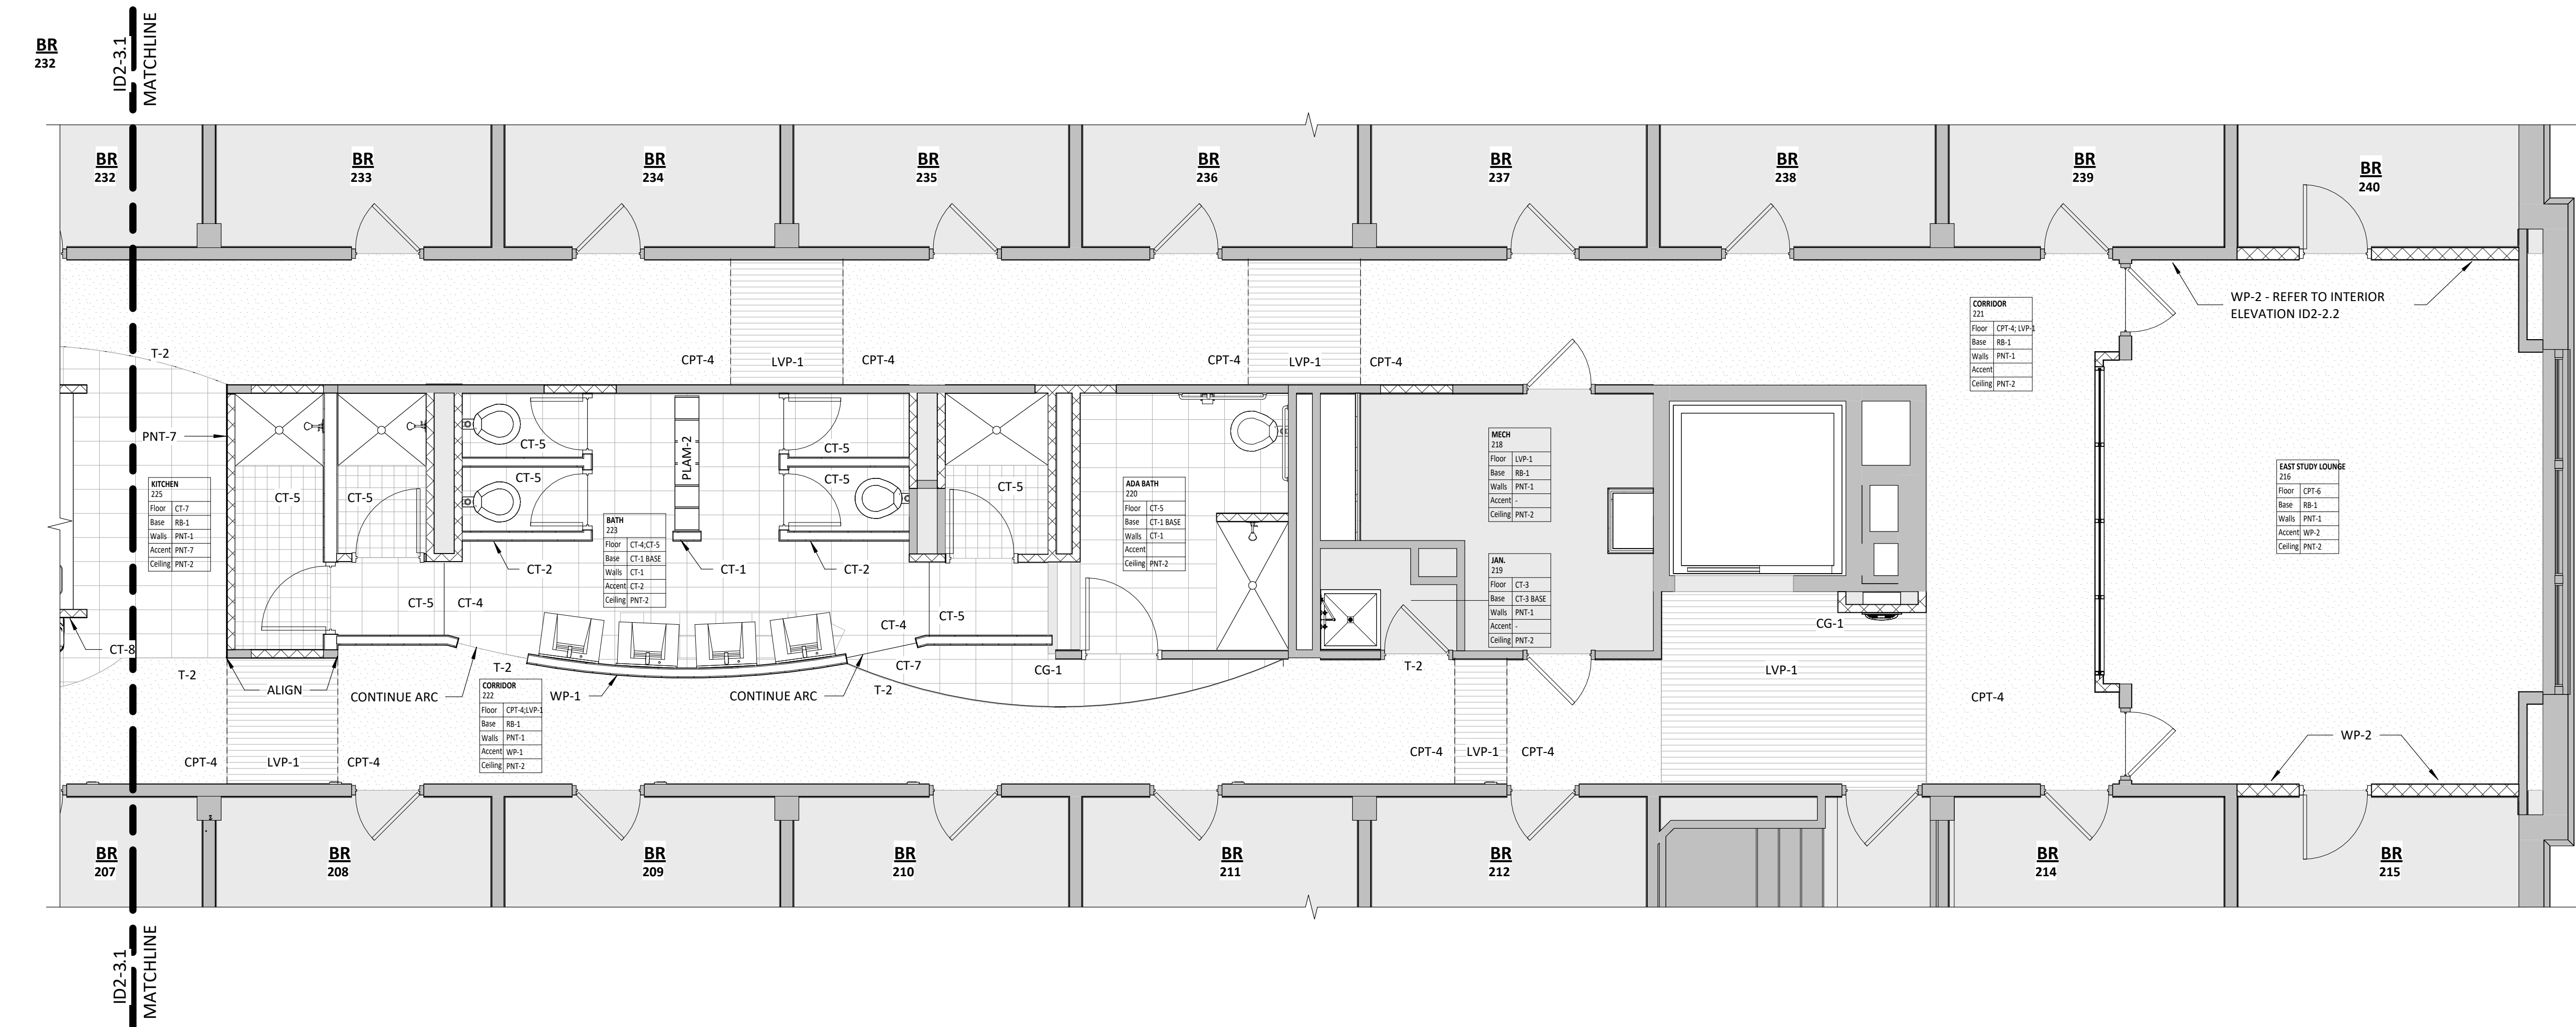 BR
232
ID2-3.1
MATCHLINE
BR
232
BR
233
BR
234
BR
235
BR
236
BR
237
BR
238
BR
239
BR
240
WP-2 - REFER TO INTERIOR
ELEVATION ID2-2.2
CORRIDOR
221
Floor CPT-4; LVP-1
Base RB-1
Walls PNT-1
Accent
Ceiling PNT-2
T-2
CPT-4
LVP-1
CPT-4
CPT-4
LVP-1
CPT-4
PNT-7
KITCHEN
225
Floor CT-7
Base RB-1
Walls PNT-1
Accent PNT-7
Ceiling PNT-2
CT-5
CT-5
CT-5
CT-5
PLAM-2
CT-5
CT-5
CT-5
BATH
223
Floor CT-4;CT-5
Base CT-1 BASE
Walls CT-1
Accent CT-2
Ceiling PNT-2
CT-2
CT-1
CT-2
ADA BATH
220
Floor CT-5
Base CT-1 BASE
Walls CT-1
Accent
Ceiling PNT-2
MECH
218
Floor LVP-1
Base RB-1
Walls PNT-1
Accent -
Ceiling PNT-2
JAN.
219
Floor CT-3
Base CT-3 BASE
Walls PNT-1
Accent -
Ceiling PNT-2
EAST STUDY LOUNGE
216
Floor CPT-6
Base RB-1
Walls PNT-1
Accent WP-2
Ceiling PNT-2
CT-5
CT-4
CT-4
CT-5
CG-1
CT-8
T-2
ALIGN
CONTINUE ARC
T-2
WP-1
CONTINUE ARC
CT-7
T-2
CG-1
T-2
LVP-1
CPT-4
CORRIDOR
222
Floor CPT-4;LVP-1
Base RB-1
Walls PNT-1
Accent WP-1
Ceiling PNT-2
CPT-4
LVP-1
CPT-4
CPT-4
LVP-1
CPT-4
WP-2
BR
207
BR
208
BR
209
BR
210
BR
211
BR
212
BR
214
BR
215
ID2-3.1
MATCHLINE